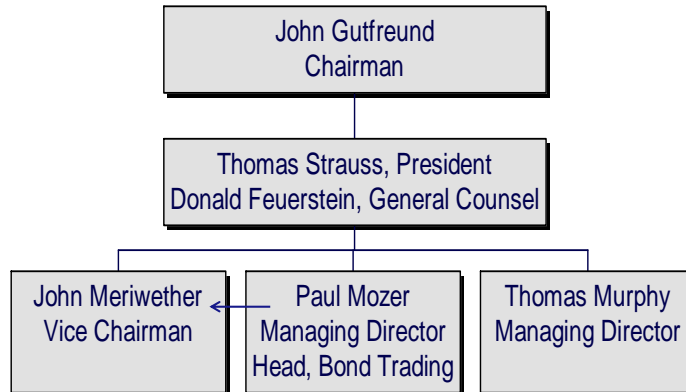 John Gutfreund
Chairman
Thomas Strauss, President
Donald Feuerstein, General Counsel
John Meriwether
Vice Chairman
Paul Mozer
Managing Director
Head, Bond Trading
Thomas Murphy
Managing Director